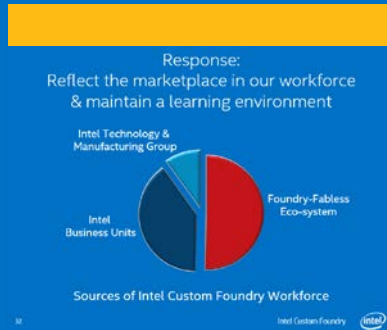 Response:
Reflect the marketplace in our workforce
& maintain a learning environment
Intel Technology &
Manufacturing Group
Foundry-Fabless
Eco-system
Intel
Business Units
Sources of Intel Custom Foundry Workforce
Intel Custom Foundry
intel